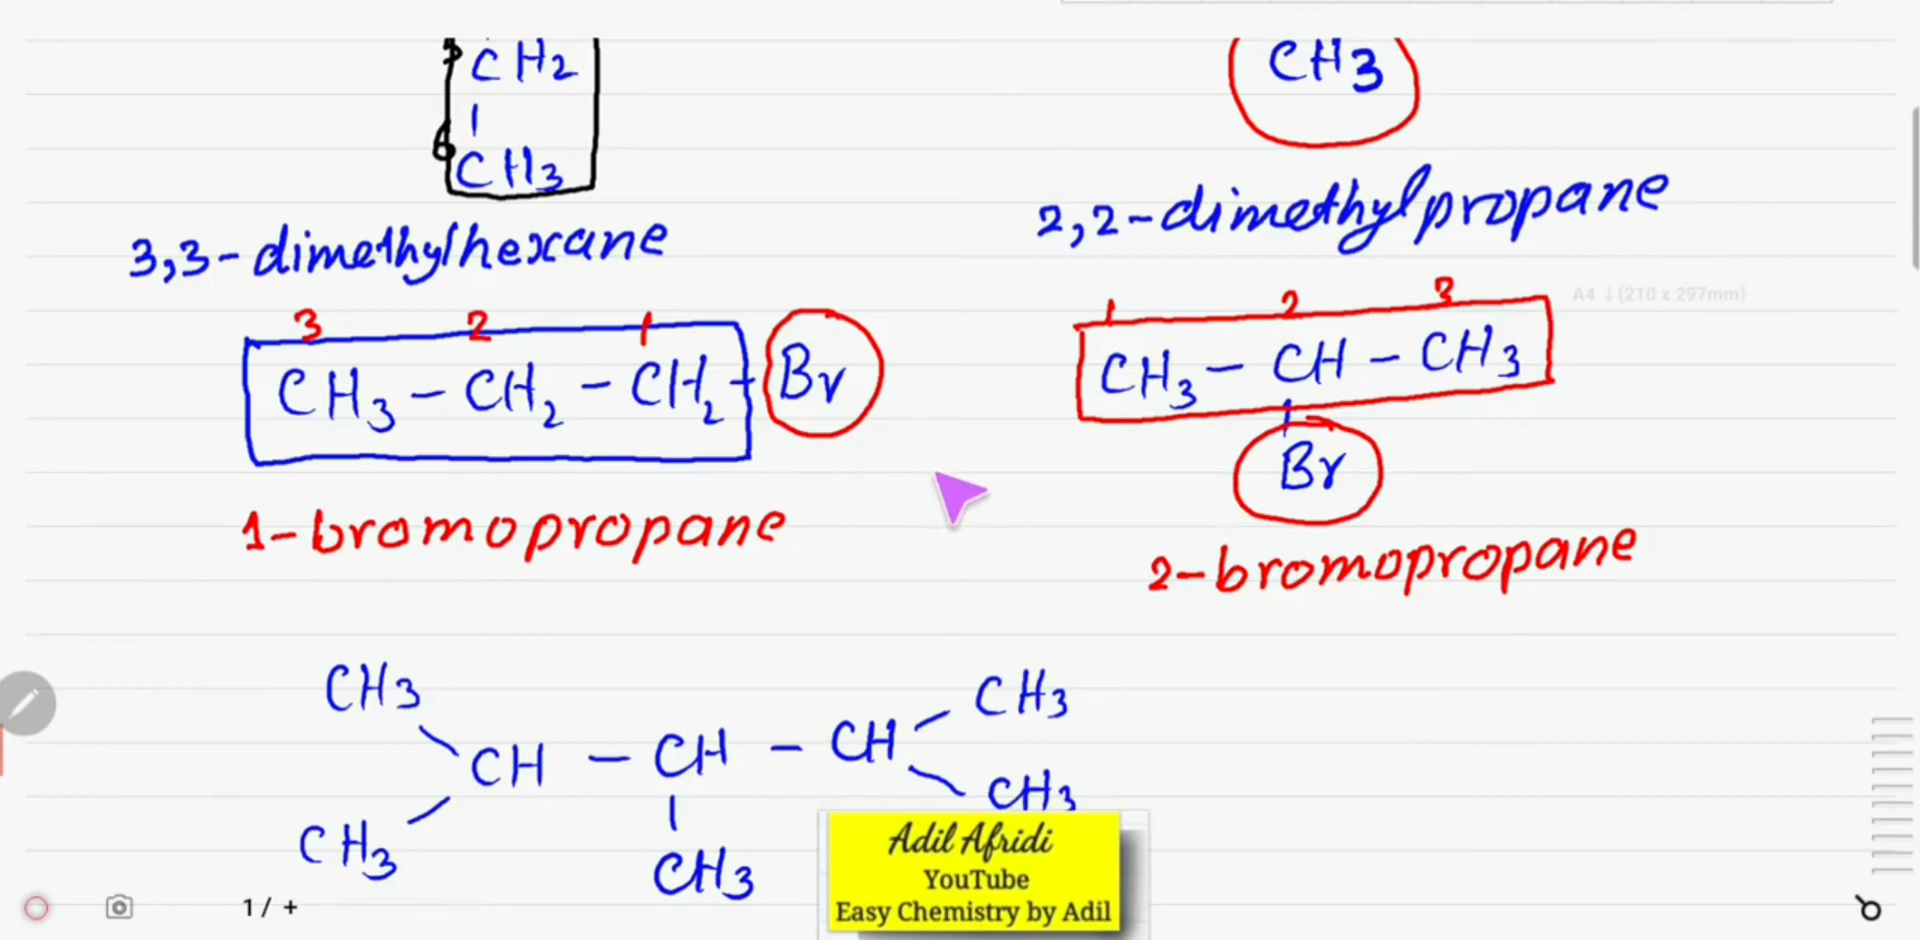 CH2
CH3
6
CH3
3,3-dimethylhexane
2,2-dimethylpropane
A4 ↓ (210 x 297mm)
3 2 1
CH3 - CH2 - CH2 - Br
1-bromopropane
1 2 3
CH3 - CH - CH3
Br
2-bromopropane
CH3 CH3
CH - CH - CH
CH3 CH3 CH3
Adil Afridi
YouTube
Easy Chemistry by Adil
1 / +